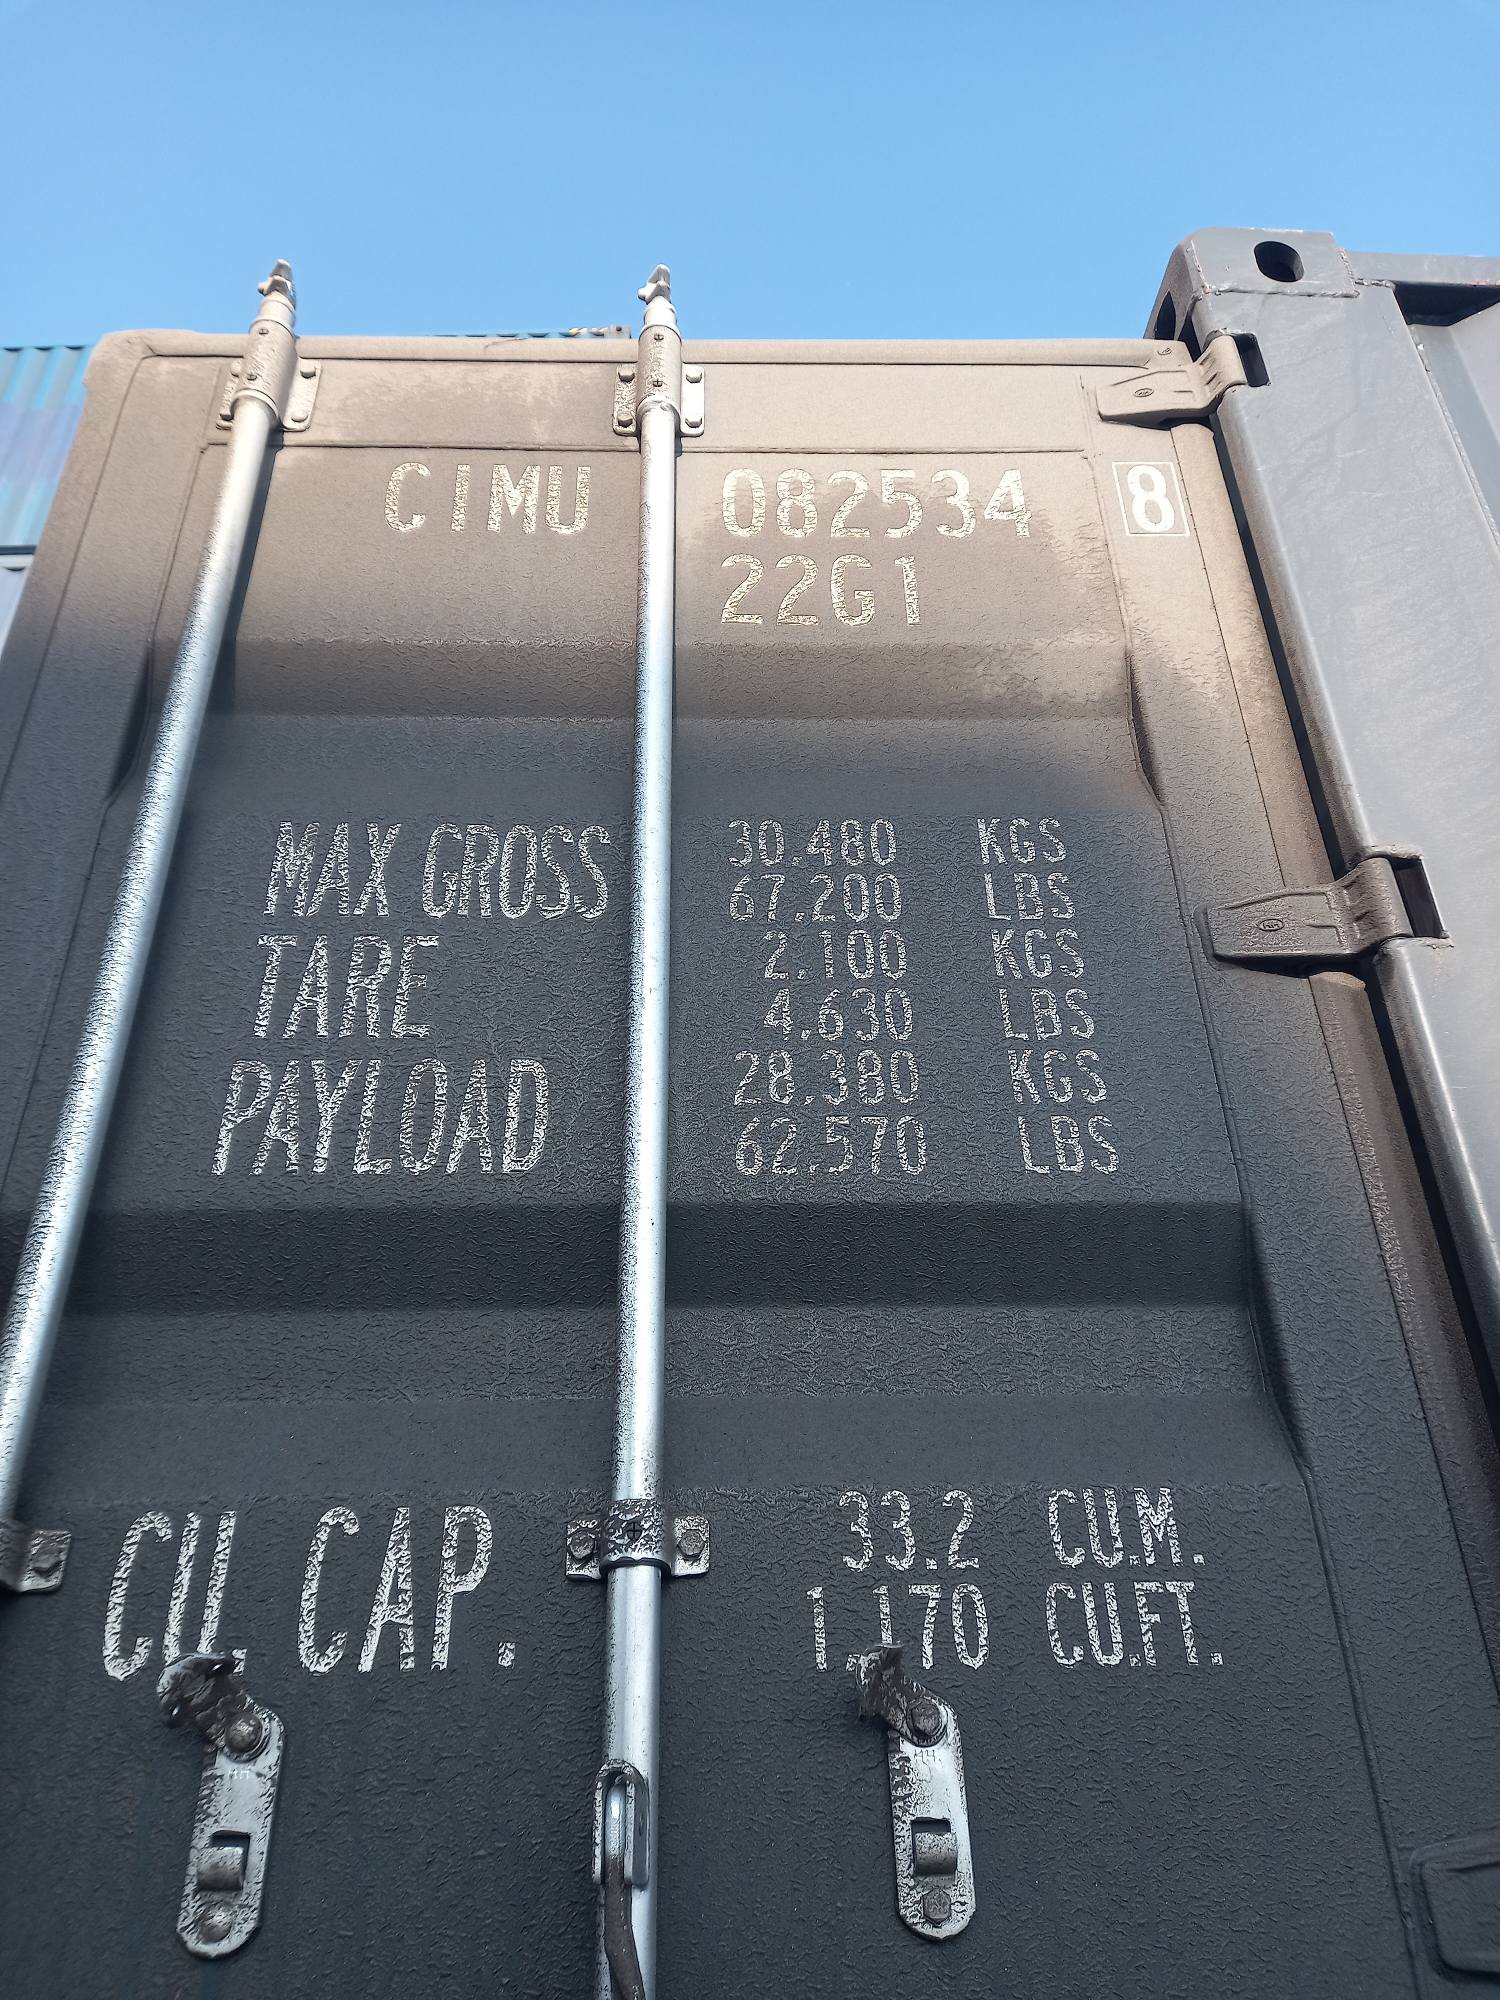 CIMU 082534 8
22G1
MAX GROSS 30.480 KGS
67.200 LBS
TARE 2.100 KGS
4.630 LBS
PAYLOAD 28.380 KGS
62.570 LBS
CU. CAP. 33.2 CU.M.
1.170 CU.FT.